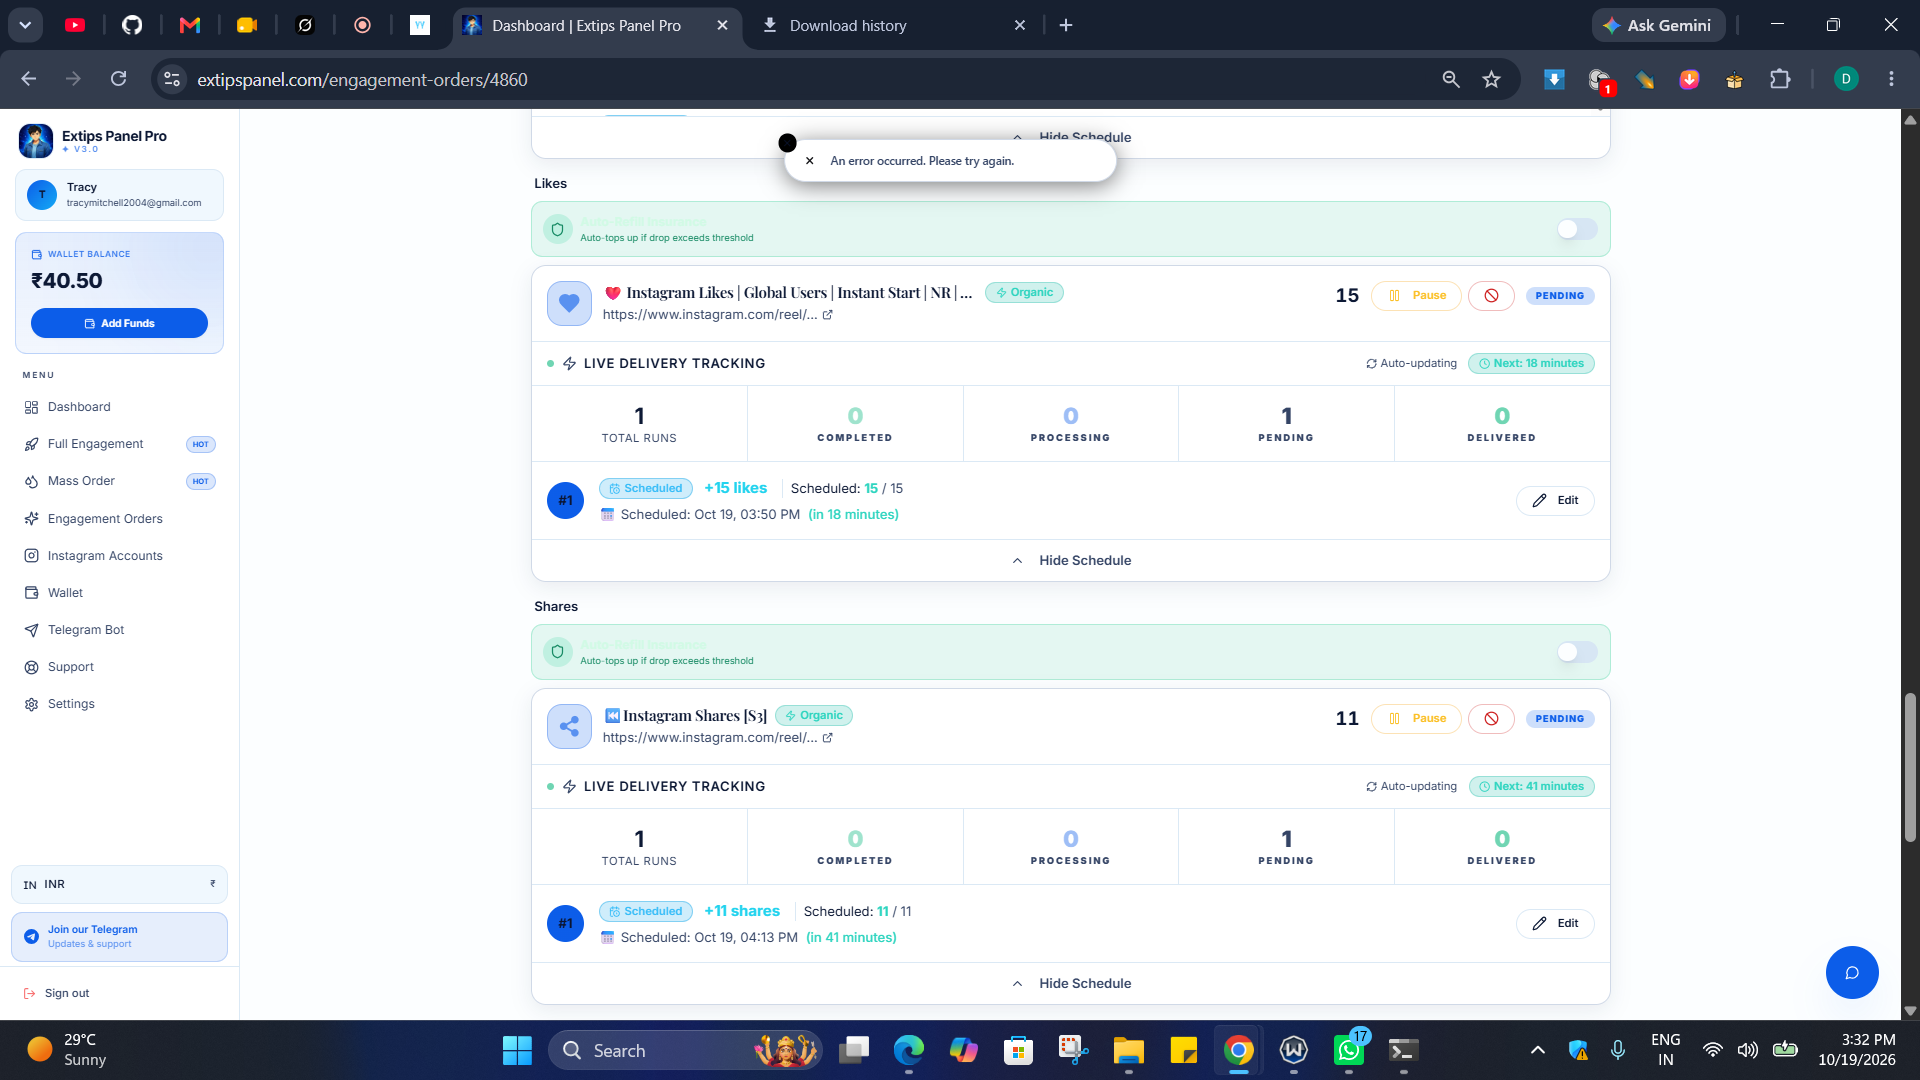 Dashboard | Extips Panel Pro
Download history
Ask Gemini
extipspanel.com/engagement-orders/4860
1
D
Extips Panel Pro
V3.0
T
Tracy
tracymitchell2004@gmail.com
WALLET BALANCE
₹40.50
Add Funds
MENU
Dashboard
Full Engagement HOT
Mass Order HOT
Engagement Orders
Instagram Accounts
Wallet
Telegram Bot
Support
Settings
IN INR ₹
Join our Telegram
Updates & support
Sign out
Hide Schedule
An error occurred. Please try again.
Likes
Auto-Refill Insurance
Auto-tops up if drop exceeds threshold
Instagram Likes | Global Users | Instant Start | NR | ... Organic
https://www.instagram.com/reel/...
15 Pause PENDING
LIVE DELIVERY TRACKING
Auto-updating Next: 18 minutes
1 0 0 1 0
TOTAL RUNS COMPLETED PROCESSING PENDING DELIVERED
#1 Scheduled +15 likes Scheduled: 15 / 15
Scheduled: Oct 19, 03:50 PM (in 18 minutes)
Edit
Hide Schedule
Shares
Auto-Refill Insurance
Auto-tops up if drop exceeds threshold
Instagram Shares [S3] Organic
https://www.instagram.com/reel/...
11 Pause PENDING
LIVE DELIVERY TRACKING
Auto-updating Next: 41 minutes
1 0 0 1 0
TOTAL RUNS COMPLETED PROCESSING PENDING DELIVERED
#1 Scheduled +11 shares Scheduled: 11 / 11
Scheduled: Oct 19, 04:13 PM (in 41 minutes)
Edit
Hide Schedule
29°C
Sunny
Search
17
ENG
IN
3:32 PM
10/19/2026